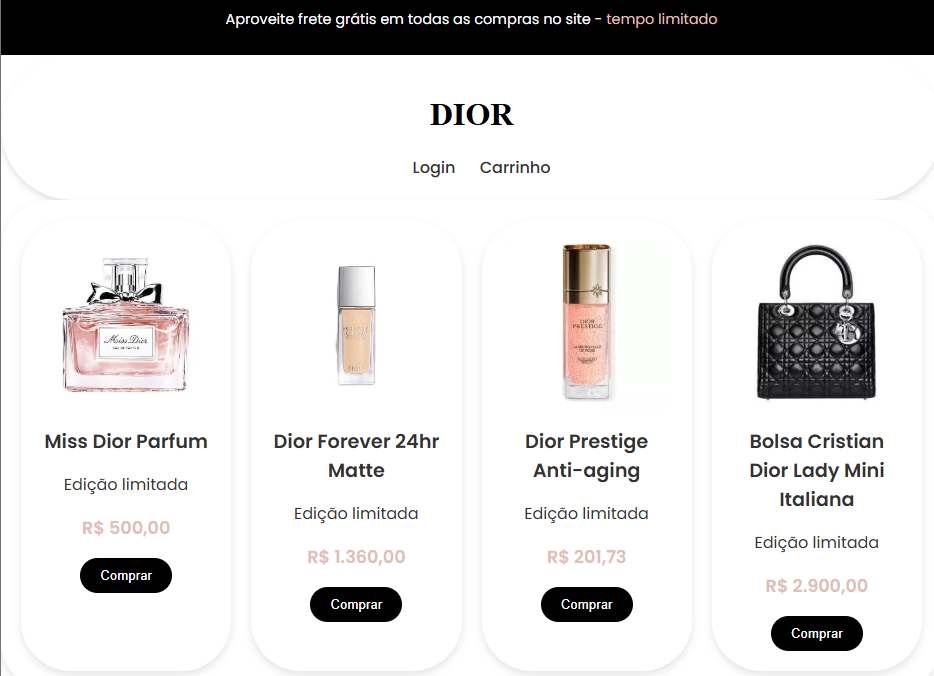 Aproveite frete grátis em todas as compras no site - tempo limitado
DIOR
Login Carrinho
Miss Dior
EAU DE PARFUM
DIOR
PRESTIGE
Miss Dior Parfum
Edição limitada
R$ 500,00
Comprar
Dior Forever 24hr
Matte
Edição limitada
R$ 1.360,00
Comprar
Dior Prestige
Anti-aging
Edição limitada
R$ 201,73
Comprar
Bolsa Cristian
Dior Lady Mini
Italiana
Edição limitada
R$ 2.900,00
Comprar